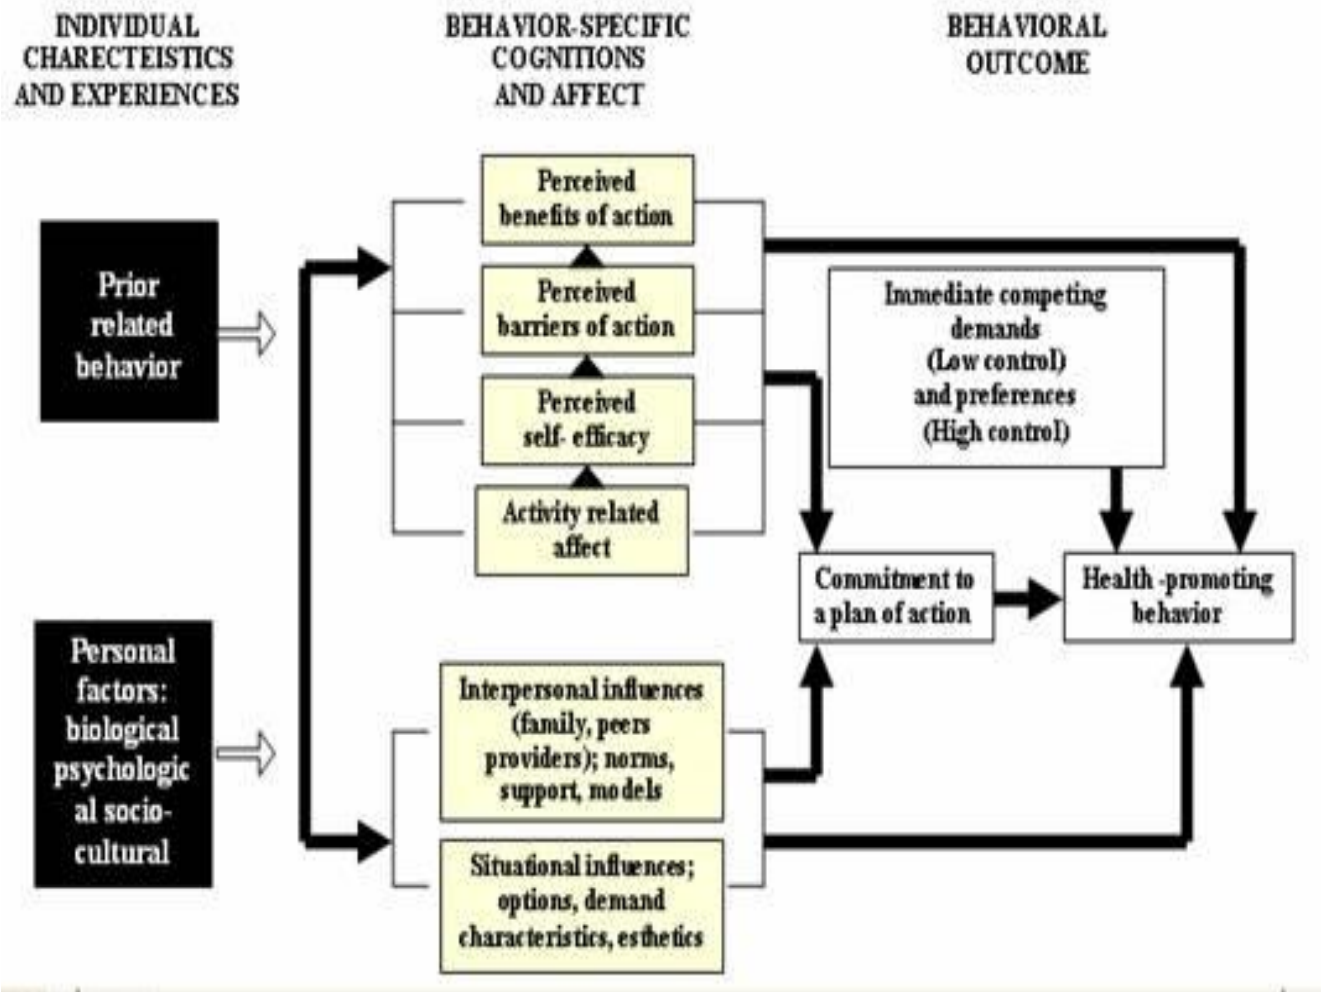 INDIVIDUAL
CHARECTEISTICS
AND EXPERIENCES
BEHAVIOR-SPECIFIC
COGNITIONS
AND AFFECT
BEHAVIORAL
OUTCOME
Prior
related
behavior
Personal
factors:
biological
psychologic
al socio-
cultural
Perceived
benefits of action
Perceived
barriers of action
Perceived
self- efficacy
Activity related
affect
Interpersonal influences
(family, peers
providers); norms,
support, models
Situational influences;
options, demand
characteristics, esthetics
Immediate competing
demands
(Low control)
and preferences
(High control)
Commitment to
a plan of action
Health -promoting
behavior